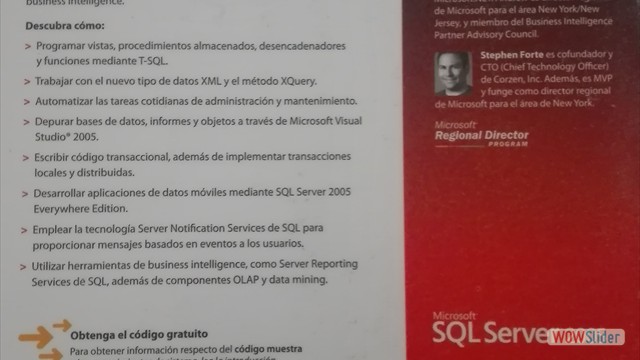 business intelligence.
Descubra cómo:
> Programar vistas, procedimientos almacenados, desencadenadores
y funciones mediante T-SQL.
> Trabajar con el nuevo tipo de datos XML y el método XQuery.
> Automatizar las tareas cotidianas de administración y mantenimiento.
> Depurar bases de datos, informes y objetos a través de Microsoft Visual
Studio® 2005.
> Escribir código transaccional, además de implementar transacciones
locales y distribuidas.
> Desarrollar aplicaciones de datos móviles mediante SQL Server 2005
Everywhere Edition.
> Emplear la tecnología Server Notification Services de SQL para
proporcionar mensajes basados en eventos a los usuarios.
> Utilizar herramientas de business intelligence, como Server Reporting
Services de SQL, además de componentes OLAP y data mining.
Obtenga el código gratuito
Para obtener información respecto del código muestra
de Microsoft para el área New York/New
Jersey, y miembro del Business Intelligence
Partner Advisory Council.
Stephen Forte es cofundador y
CTO (Chief Technology Officer)
de Corzen, Inc. Además, es MVP
y funge como director regional
de Microsoft para el área de New York.
Microsoft
Regional Director
PROGRAM
Microsoft
SQL Server
WOWSlider